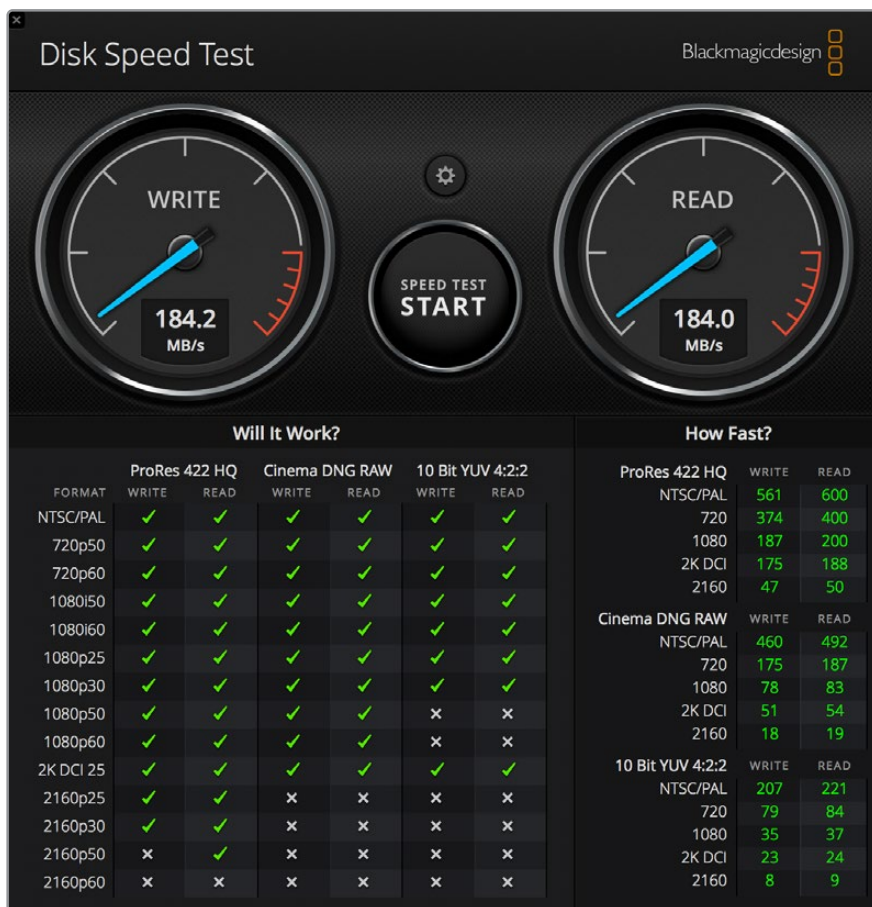 Disk Speed Test
Blackmagicdesign
WRITE
184.2
MB/s
SPEED TEST
START
READ
184.0
MB/s
Will It Work?
ProRes 422 HQ Cinema DNG RAW 10 Bit YUV 4:2:2
FORMAT WRITE READ WRITE READ WRITE READ
NTSC/PAL ✓ ✓ ✓ ✓ ✓ ✓
720p50 ✓ ✓ ✓ ✓ ✓ ✓
720p60 ✓ ✓ ✓ ✓ ✓ ✓
1080i50 ✓ ✓ ✓ ✓ ✓ ✓
1080i60 ✓ ✓ ✓ ✓ ✓ ✓
1080p25 ✓ ✓ ✓ ✓ ✓ ✓
1080p30 ✓ ✓ ✓ ✓ ✓ ✓
1080p50 ✓ ✓ ✓ ✓ × ×
1080p60 ✓ ✓ ✓ ✓ × ×
2K DCI 25 ✓ ✓ ✓ ✓ ✓ ✓
2160p25 ✓ ✓ × × × ×
2160p30 ✓ ✓ × × × ×
2160p50 × ✓ × × × ×
2160p60 × × × × × ×
How Fast?
ProRes 422 HQ WRITE READ
NTSC/PAL 561 600
720 374 400
1080 187 200
2K DCI 175 188
2160 47 50
Cinema DNG RAW WRITE READ
NTSC/PAL 460 492
720 175 187
1080 78 83
2K DCI 51 54
2160 18 19
10 Bit YUV 4:2:2 WRITE READ
NTSC/PAL 207 221
720 79 84
1080 35 37
2K DCI 23 24
2160 8 9